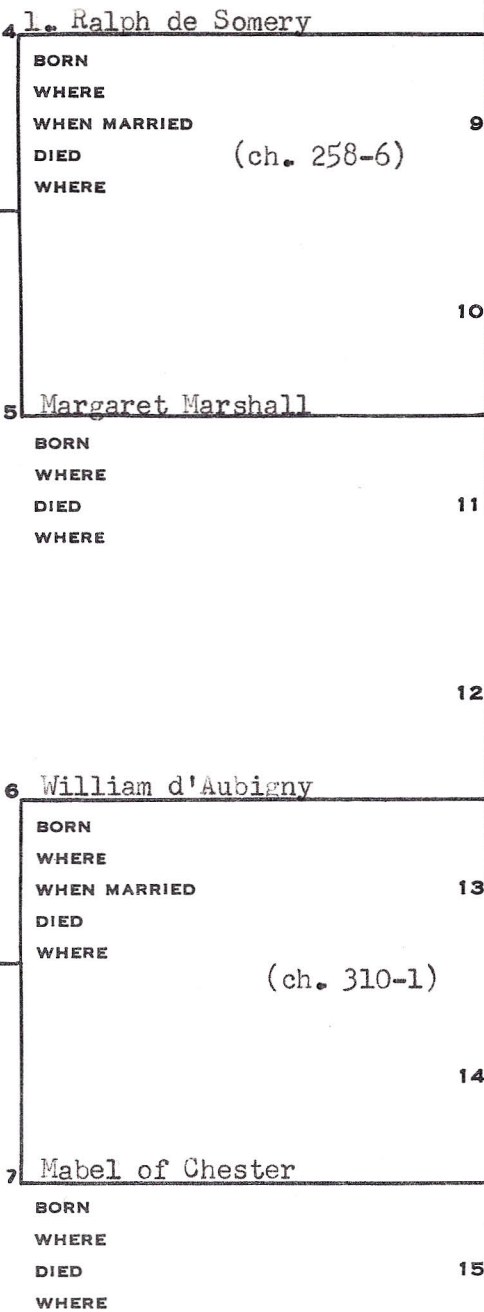 4 1. Ralph de Somery
BORN
WHERE
WHEN MARRIED 9
DIED (ch. 258-6)
WHERE
10
5 Margaret Marshall
BORN
WHERE
DIED 11
WHERE
12
6 William d'Aubigny
BORN
WHERE
WHEN MARRIED 13
DIED
WHERE
(ch. 310-1)
14
7 Mabel of Chester
BORN
WHERE
DIED 15
WHERE